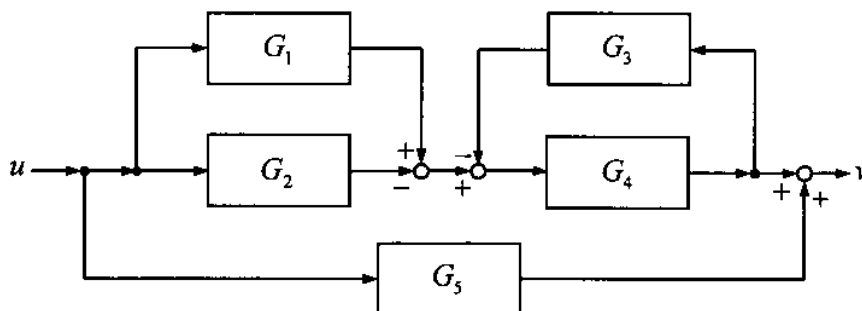 G₁
G₃
+
-
u
G₂
-
+
G₄
+
+
y
G₅